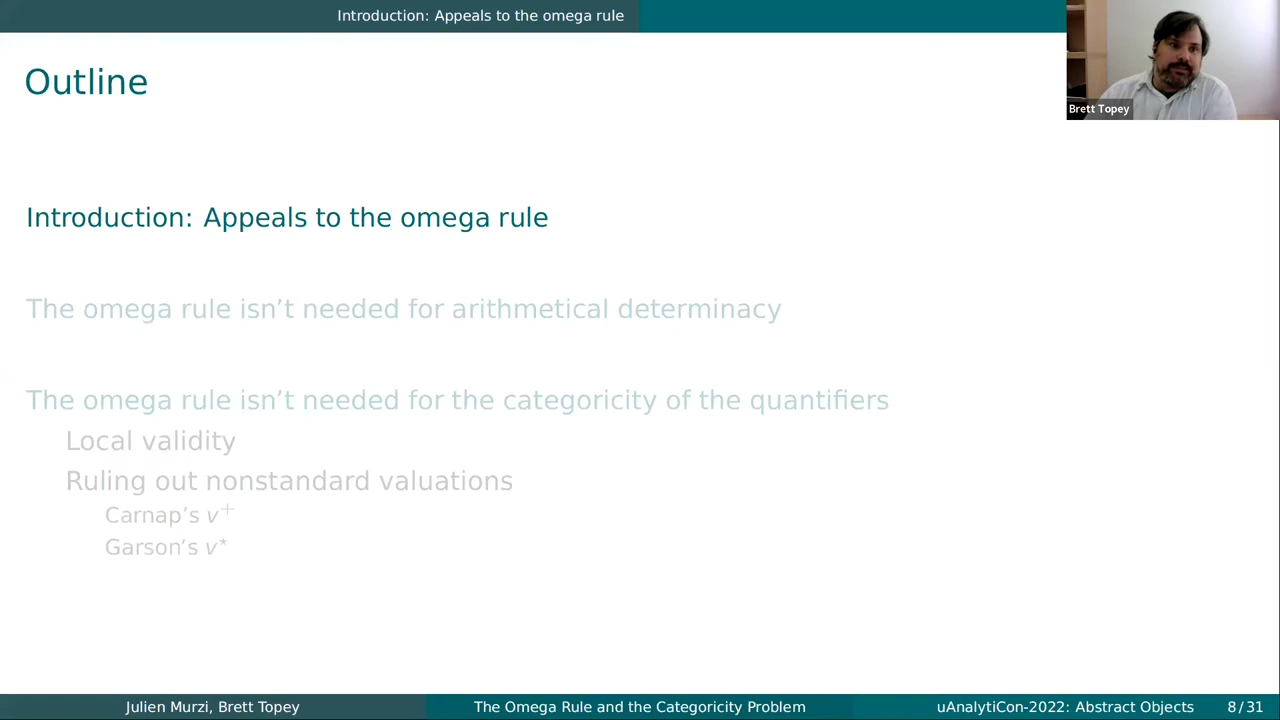 Introduction: Appeals to the omega rule
Outline
Brett Topey
Introduction: Appeals to the omega rule
The omega rule isn’t needed for arithmetical determinacy
The omega rule isn’t needed for the categoricity of the quantifiers
Local validity
Ruling out nonstandard valuations
Carnap’s v⁺
Garson’s v*
Julien Murzi, Brett Topey
The Omega Rule and the Categoricity Problem
uAnalytiCon-2022: Abstract Objects
8/31